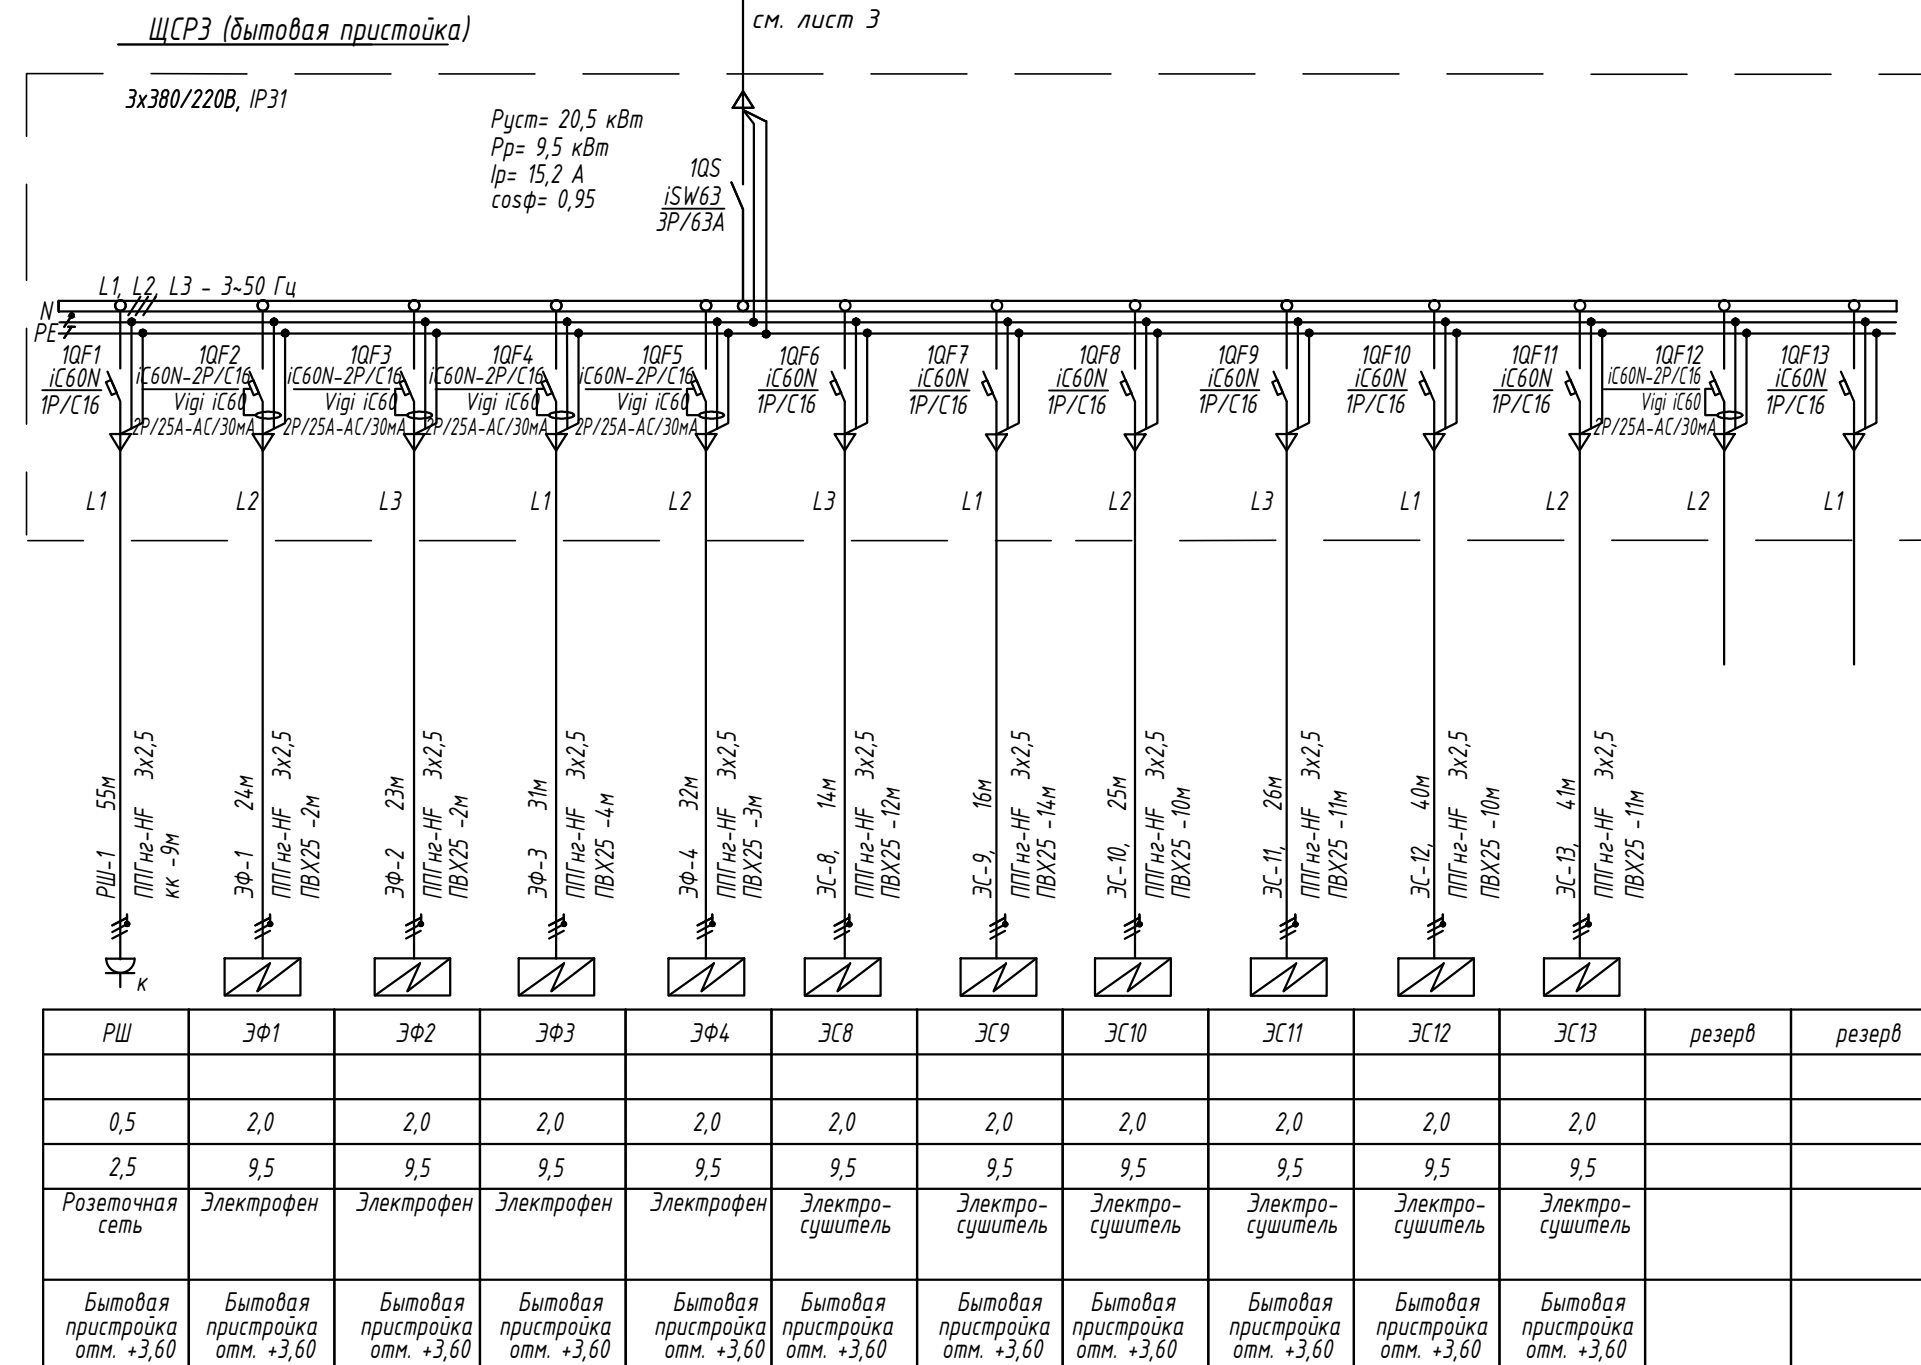 ЩСР3 (бытовая пристойка)
см. лист 3
3х380/220В, IP31
Руст= 20,5 кВт
Рр= 9,5 кВт
Iр= 15,2 А
cosф= 0,95
1QS
iSW63
3P/63A
L1, L2, L3 - 3~50 Гц
N
PE
1QF1
iC60N
1P/C16
1QF2
iC60N-2P/C16
Vigi iC60
2P/25A-AC/30мА
1QF3
iC60N-2P/C16
Vigi iC60
2P/25A-AC/30мА
1QF4
iC60N-2P/C16
Vigi iC60
2P/25A-AC/30мА
1QF5
iC60N-2P/C16
Vigi iC60
2P/25A-AC/30мА
1QF6
iC60N
1P/C16
1QF7
iC60N
1P/C16
1QF8
iC60N
1P/C16
1QF9
iC60N
1P/C16
1QF10
iC60N
1P/C16
1QF11
iC60N
1P/C16
1QF12
iC60N-2P/C16
Vigi iC60
2P/25A-AC/30мА
1QF13
iC60N
1P/C16
L1
L2
L3
L1
L2
L3
L1
L2
L3
L1
L2
L2
L1
РШ-1 55м
ППГнг-HF 3х2,5
кк -9м
ЭФ-1 24м
ППГнг-HF 3х2,5
ПВХ25 -2м
ЭФ-2 23м
ППГнг-HF 3х2,5
ПВХ25 -2м
ЭФ-3 31м
ППГнг-HF 3х2,5
ПВХ25 -4м
ЭФ-4 32м
ППГнг-HF 3х2,5
ПВХ25 -3м
ЭС-8, 14м
ППГнг-HF 3х2,5
ПВХ25 -12м
ЭС-9, 16м
ППГнг-HF 3х2,5
ПВХ25 -14м
ЭС-10, 25м
ППГнг-HF 3х2,5
ПВХ25 -10м
ЭС-11, 26м
ППГнг-HF 3х2,5
ПВХ25 -11м
ЭС-12, 40м
ППГнг-HF 3х2,5
ПВХ25 -10м
ЭС-13, 41м
ППГнг-HF 3х2,5
ПВХ25 -11м
к
РШ ЭФ1 ЭФ2 ЭФ3 ЭФ4 ЭС8 ЭС9 ЭС10 ЭС11 ЭС12 ЭС13 резерв резерв
0,5 2,0 2,0 2,0 2,0 2,0 2,0 2,0 2,0 2,0 2,0
2,5 9,5 9,5 9,5 9,5 9,5 9,5 9,5 9,5 9,5 9,5
Розеточная Электрофен Электрофен Электрофен Электрофен Электро- Электро- Электро- Электро- Электро- Электро-
сеть сушитель сушитель сушитель сушитель сушитель сушитель
Бытовая Бытовая Бытовая Бытовая Бытовая Бытовая Бытовая Бытовая Бытовая Бытовая Бытовая
пристройка пристройка пристройка пристройка пристройка пристройка пристройка пристройка пристройка пристройка пристройка
отм. +3,60 отм. +3,60 отм. +3,60 отм. +3,60 отм. +3,60 отм. +3,60 отм. +3,60 отм. +3,60 отм. +3,60 отм. +3,60 отм. +3,60